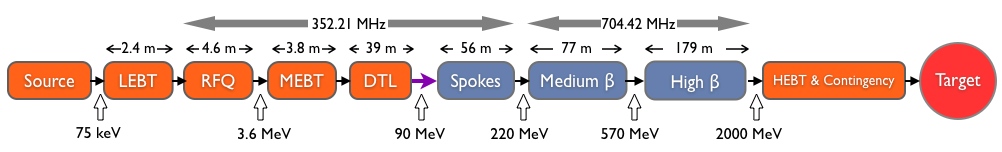 352.21 MHz 704.42 MHz
2.4 m 4.6 m 3.8 m 39 m 56 m 77 m 179 m
Source LEBT RFQ MEBT DTL Spokes Medium β High β HEBT & Contingency Target
75 keV 3.6 MeV 90 MeV 220 MeV 570 MeV 2000 MeV